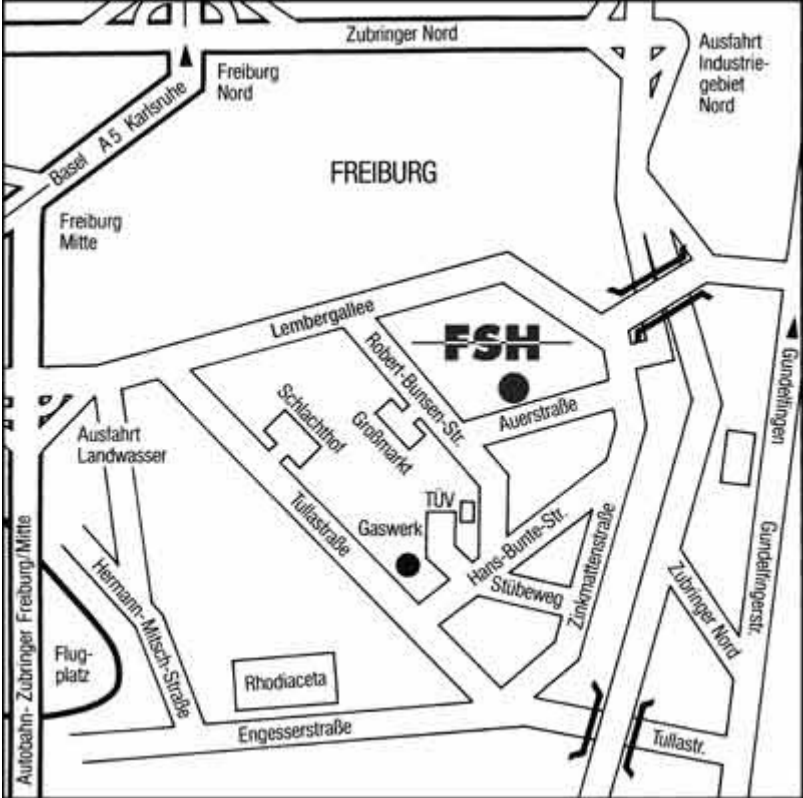 Zubringer Nord
Ausfahrt
Industrie-
gebiet
Nord
Freiburg
Nord
Basel A5 Karlsruhe
FREIBURG
Freiburg
Mitte
Lembergallee
FSH
Robert-Bunsen-Str.
Gundelfingen
Schlachthof
Großmarkt
Auerstraße
Ausfahrt
Landwasser
TÜV
Tullastraße
Gaswerk
Hans-Bunte-Str.
Stübeweg
Zinkmattenstraße
Gundelfingerstr.
Zubringer Nord
Hermann-Mitsch-Straße
Autobahn- Zubringer Freiburg/Mitte
Flug-
platz
Rhodiaceta
Engesserstraße
Tullastr.